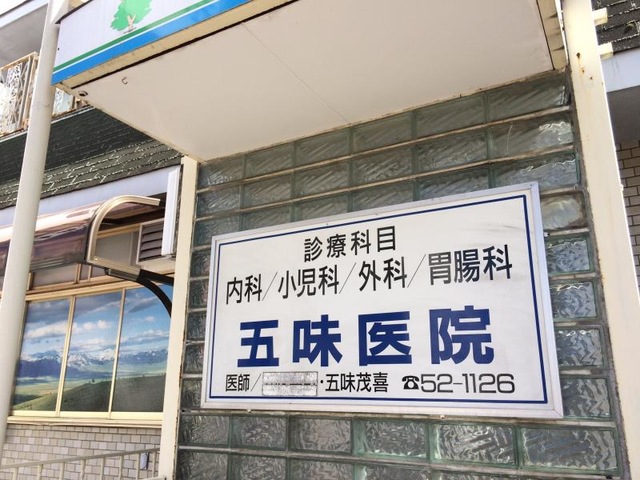 診療科目
内科/小児科/外科/胃腸科
五味医院
医師/・五味茂喜 ☎52-1126